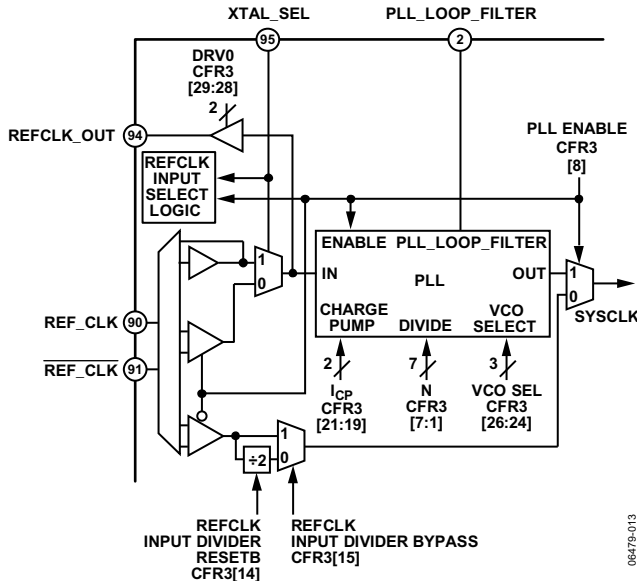 XTAL_SEL
PLL_LOOP_FILTER
95
2
DRV0
CFR3
[29:28]
2
REFCLK_OUT
94
PLL ENABLE
CFR3
[8]
REFCLK
INPUT
SELECT
LOGIC
ENABLE
PLL_LOOP_FILTER
1
0
IN
PLL
OUT
1
0
SYSCLK
CHARGE
PUMP
DIVIDE
VCO
SELECT
REF_CLK
90
REF_CLK
91
2
7
3
ICP
CFR3
[21:19]
N
CFR3
[7:1]
VCO SEL
CFR3
[26:24]
÷2
1
0
REFCLK
INPUT DIVIDER
RESETB
CFR3[14]
REFCLK
INPUT DIVIDER BYPASS
CFR3[15]
06479-013